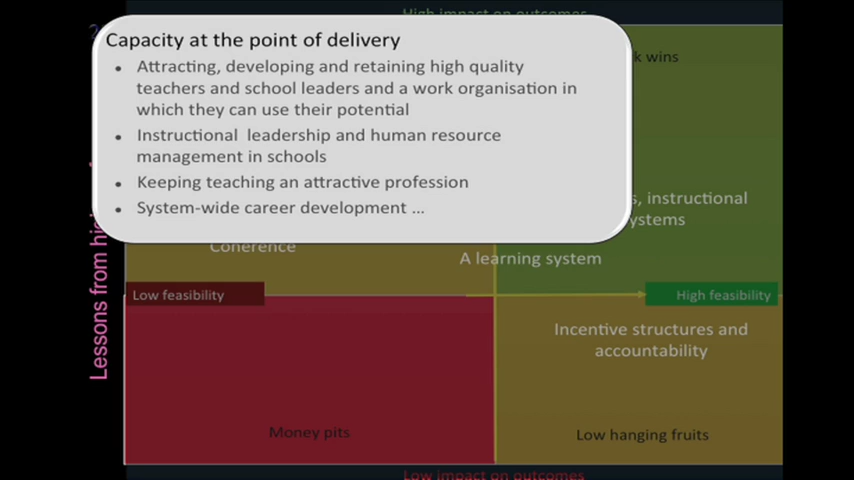 High impact on outcomes
Capacity at the point of delivery
• Attracting, developing and retaining high quality
teachers and school leaders and a work organisation in
which they can use their potential
• Instructional leadership and human resource
management in schools
• Keeping teaching an attractive profession
• System-wide career development ...
wins
instructional
Coherence
A learning system
Low feasibility
High feasibility
Incentive structures and
accountability
Money pits
Low hanging fruits
Low impact on outcomes
Lessons from